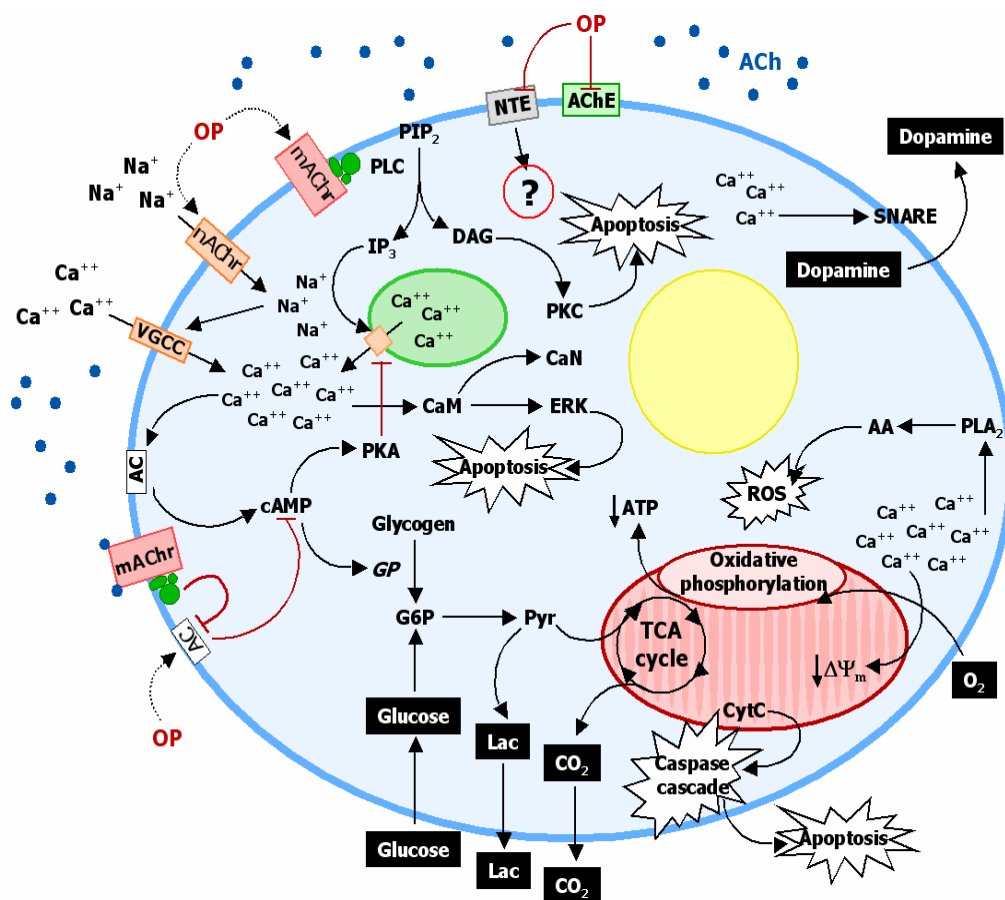 OP
ACh
NTE
AChE
OP
mAChr
PLC
PIP₂
Dopamine
Na⁺
Na⁺
Na⁺
nAChr
?
Apoptosis
Ca⁺⁺
Ca⁺⁺
Ca⁺⁺
SNARE
Dopamine
IP₃
DAG
PKC
Ca⁺⁺
Ca⁺⁺
Ca⁺⁺
VGCC
Na⁺
Na⁺
Na⁺
Ca⁺⁺
Ca⁺⁺
Ca⁺⁺
Ca⁺⁺
Ca⁺⁺
Ca⁺⁺
Ca⁺⁺
Ca⁺⁺
Ca⁺⁺
Ca⁺⁺
CaN
CaM
ERK
PKA
Apoptosis
AA
PLA₂
ROS
AC
cAMP
Glycogen
GP
↓ATP
Ca⁺⁺
Ca⁺⁺
Ca⁺⁺
Ca⁺⁺
Ca⁺⁺
Ca⁺⁺
Ca⁺⁺
mAChr
AC
OP
G6P
Pyr
Oxidative
phosphorylation
TCA
cycle
↓ΔΨₘ
O₂
CytC
Glucose
Lac
CO₂
Caspase
cascade
Apoptosis
Glucose
Lac
CO₂